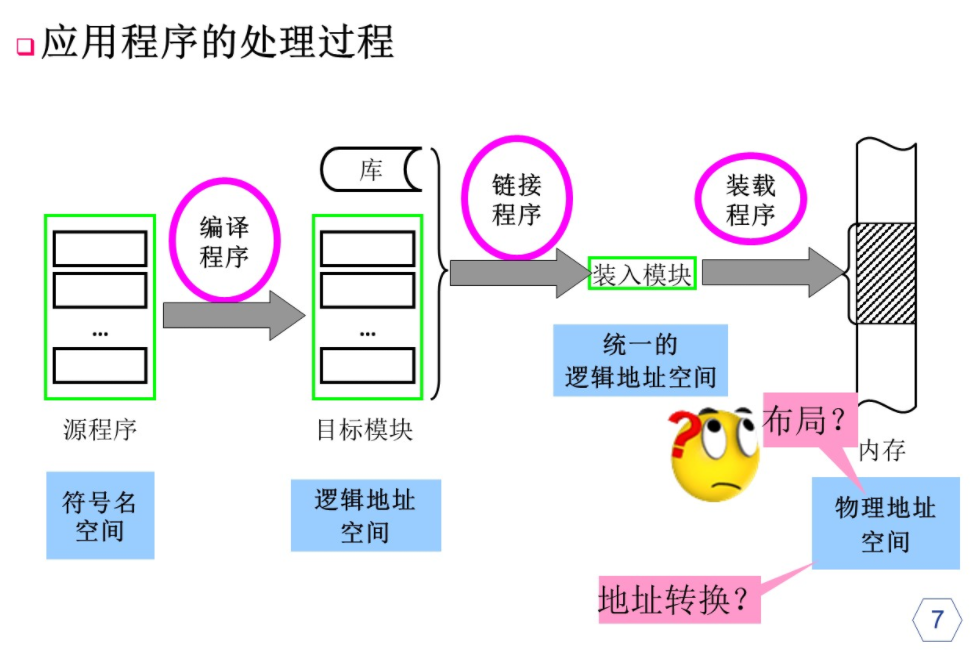 应用程序的处理过程
库
编译
程序
链接
程序
装载
程序
...
...
装入模块
源程序
目标模块
统一的
逻辑地址空间
?
布局?
内存
符号名
空间
逻辑地址
空间
物理地址
空间
地址转换?
7